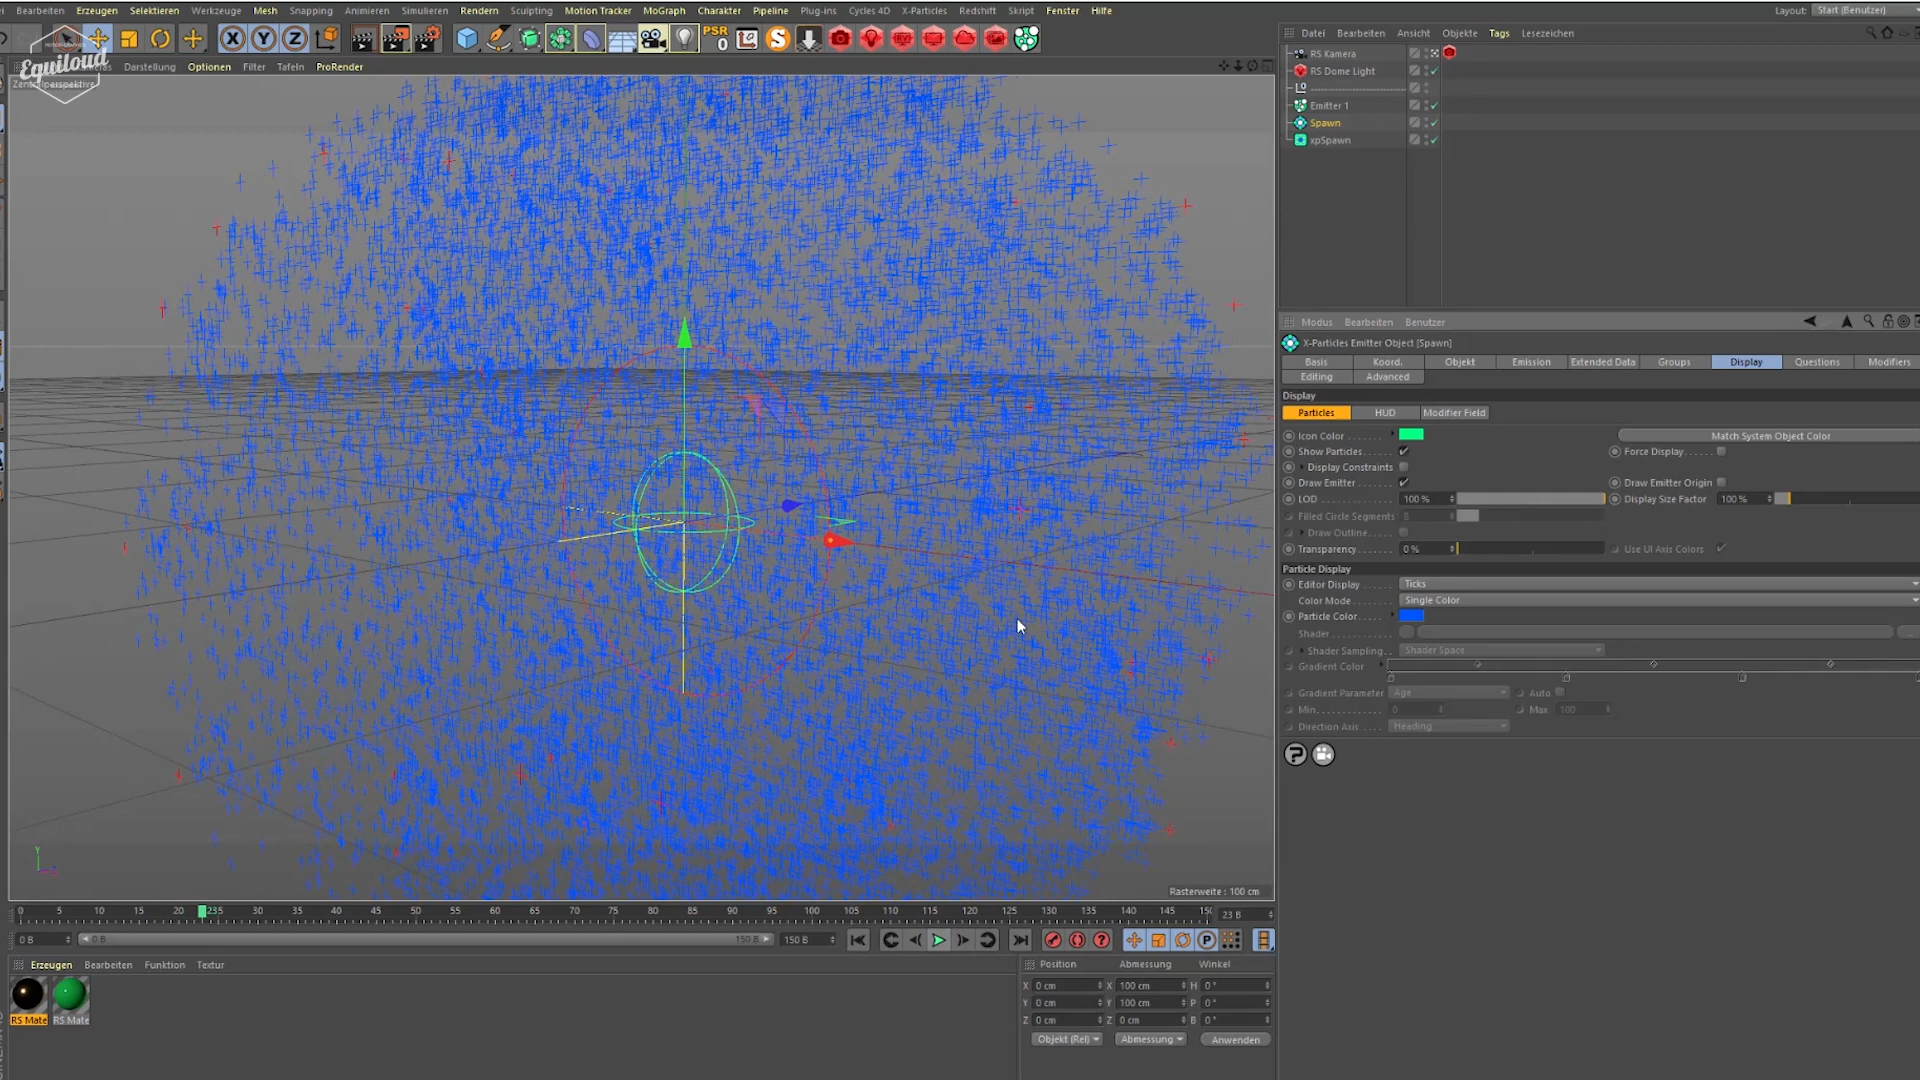 Bearbeiten Erzeugen Selektieren Werkzeuge Mesh Snapping Animieren Simulieren Rendern Sculpting Motion Tracker MoGraph Charakter Pipeline Plug-ins Cycles 4D X-Particles Redshift Skript Fenster Hilfe Layout: Start (Benutzer)
X Y Z PSR 0 S RV
Equiloud
Darstellung Optionen Filter Tafeln ProRender
Zentralperspektive
Datei Bearbeiten Ansicht Objekte Tags Lesezeichen
RS Kamera
RS Dome Light
Emitter 1
Spawn
xpSpawn
Modus Bearbeiten Benutzer
X-Particles Emitter Object [Spawn]
Basis Koord. Objekt Emission Extended Data Groups Display Questions Modifiers
Editing Advanced
Display
Particles HUD Modifier Field
Icon Color Match System Object Color
Show Particles Force Display
Display Constraints
Draw Emitter Draw Emitter Origin
LOD 100 % Display Size Factor 100 %
Filled Circle Segments
Draw Outline
Transparency 0 % Use UI Axis Colors
Particle Display
Editor Display Ticks
Color Mode Single Color
Particle Color
Shader
Shader Sampling Shader Space
Gradient Color
Gradient Parameter Age Auto
Min 0 Max 100
Direction Axis Heading
Y
Rasterweite : 100 cm
0 5 10 15 20 235 30 35 40 45 50 55 60 65 70 75 80 85 90 95 100 105 110 115 120 125 130 135 140 145 150 23 B
0 B 0 B 150 B 150 B P
Erzeugen Bearbeiten Funktion Textur
RS Mate RS Mate
Position Abmessung Winkel
X 0 cm X 100 cm H 0 °
Y 0 cm Y 100 cm P 0 °
Z 0 cm Z 0 cm B 0 °
Objekt (Rel) Abmessung Anwenden